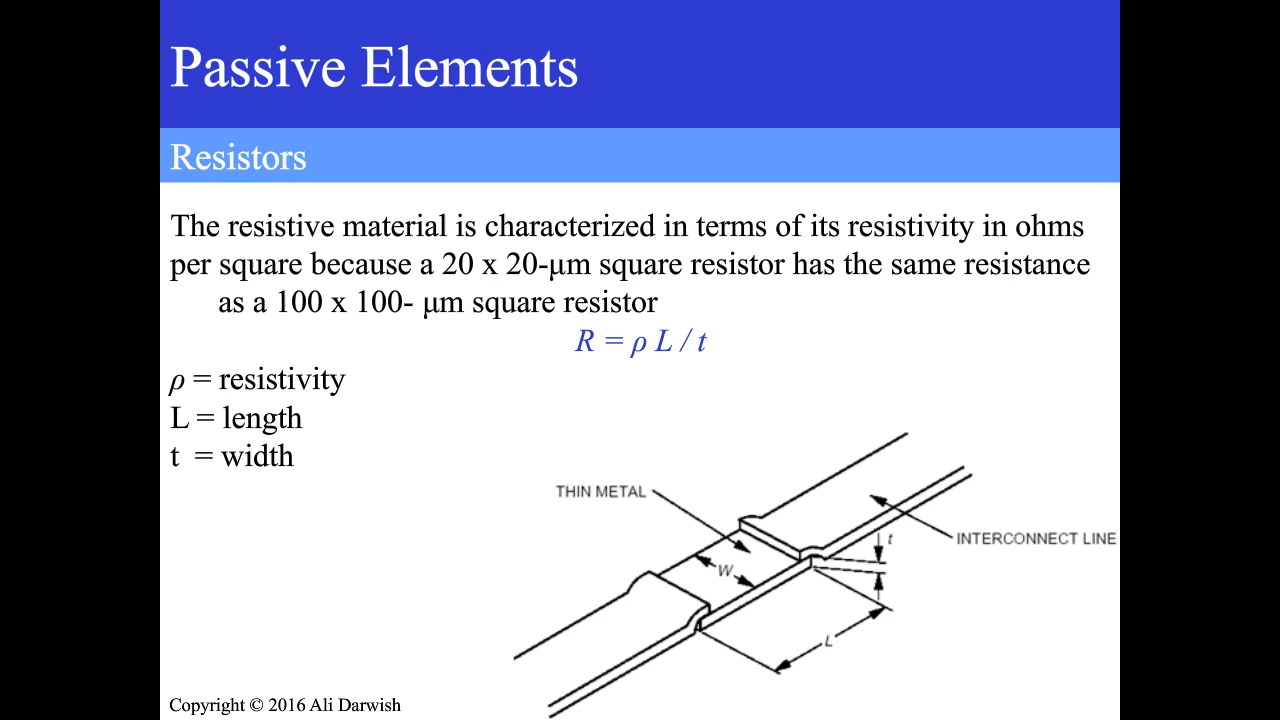 Passive Elements
Resistors
The resistive material is characterized in terms of its resistivity in ohms
per square because a 20 x 20-μm square resistor has the same resistance
as a 100 x 100- μm square resistor
R = ρ L / t
ρ = resistivity
L = length
t = width
THIN METAL
W
t
INTERCONNECT LINE
L
Copyright © 2016 Ali Darwish